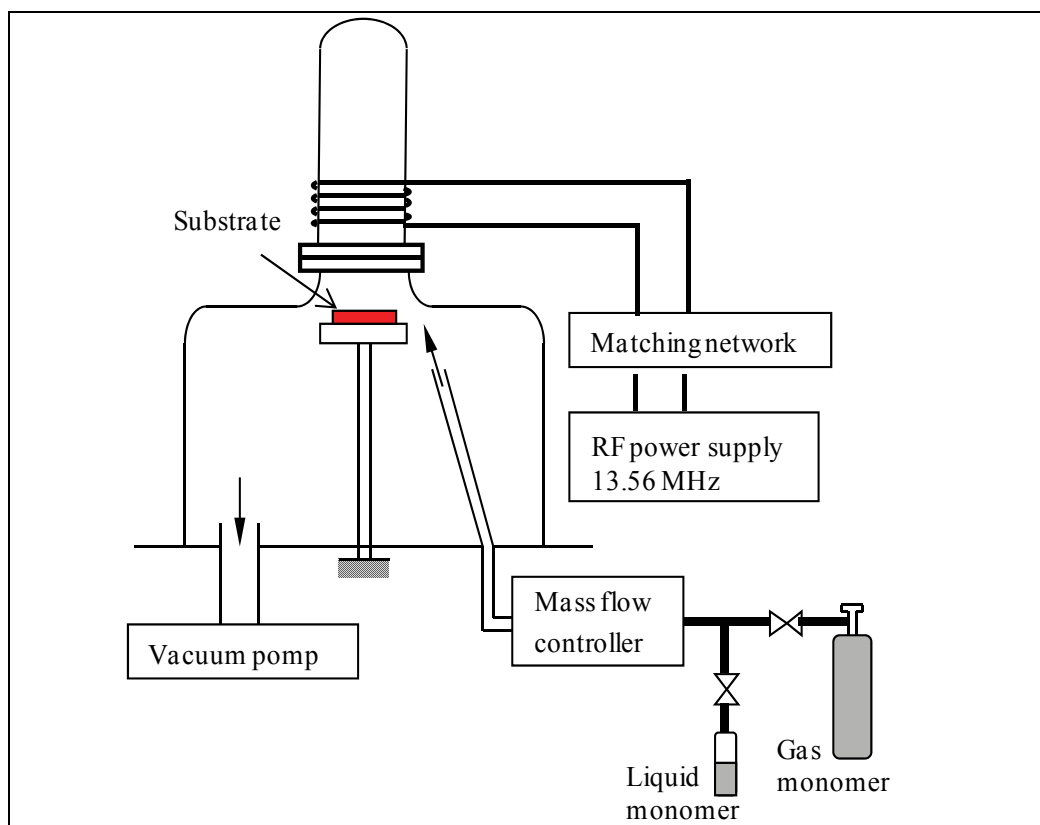 Substrate
Matching network
RF power supply
13.56 MHz
Mass flow
controller
Vacuum pomp
Gas
monomer
Liquid
monomer